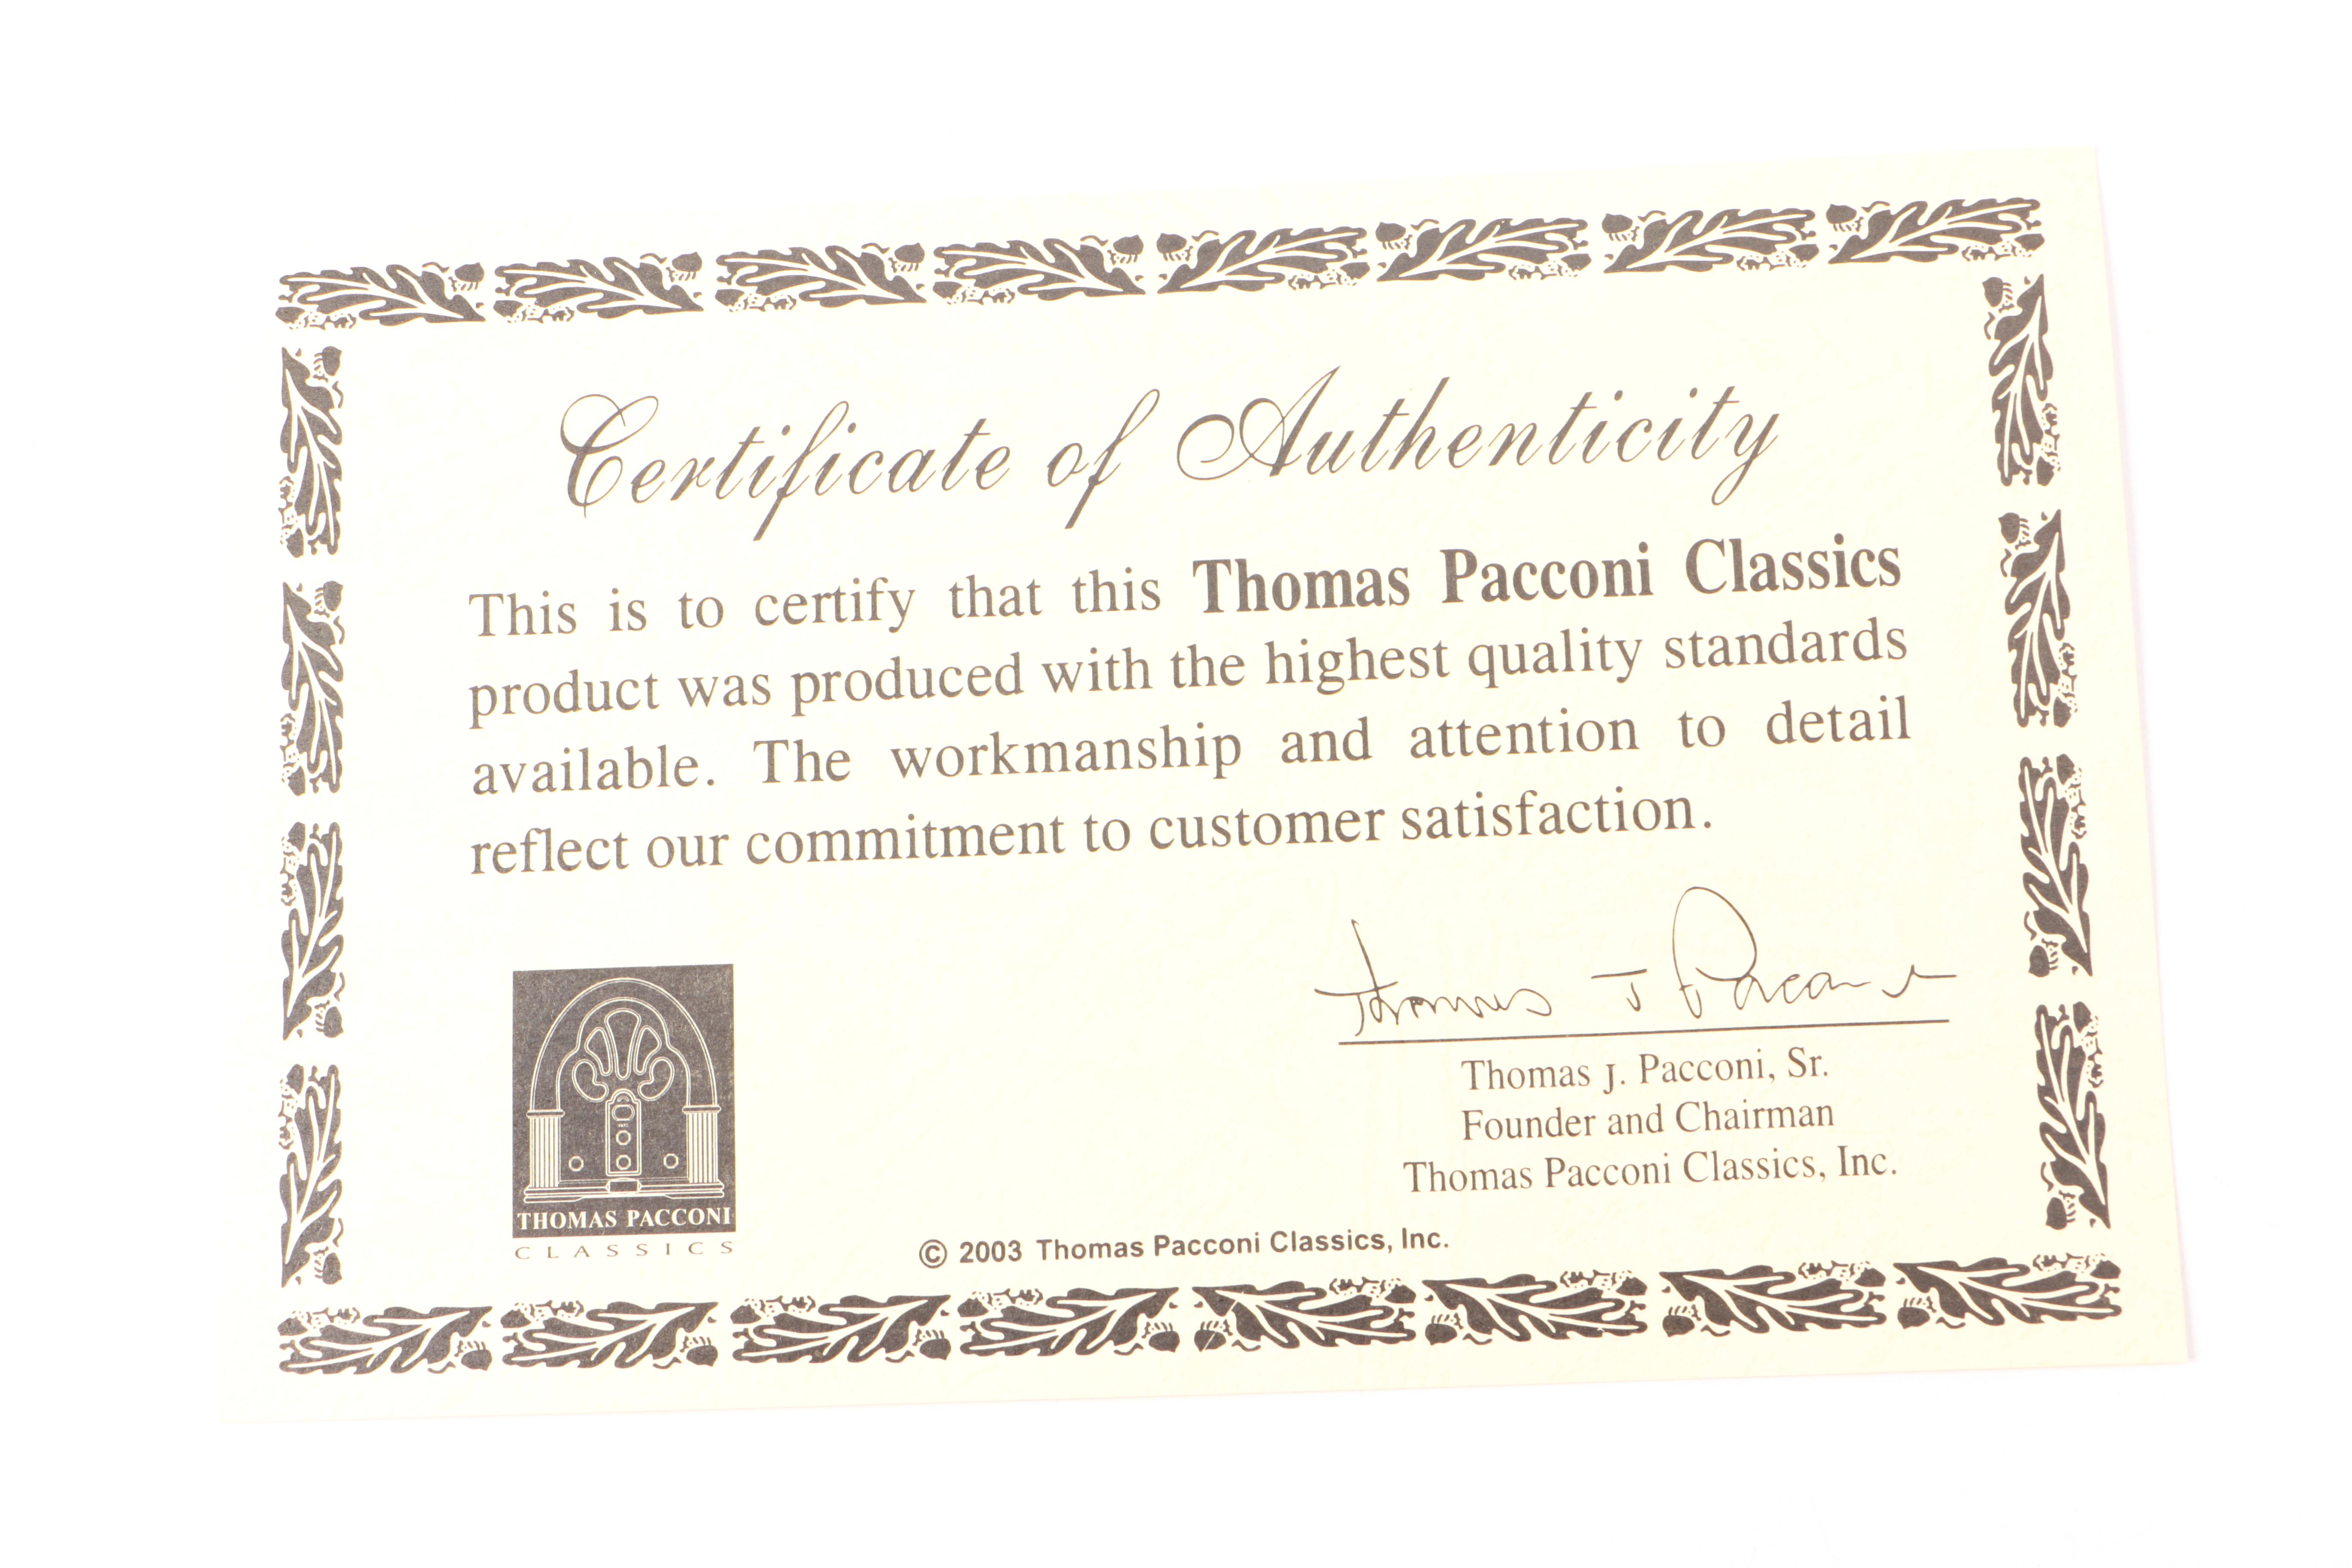 Certificate of Authenticity
This is to certify that this Thomas Pacconi Classics
product was produced with the highest quality standards
available. The workmanship and attention to detail
reflect our commitment to customer satisfaction.
Thomas J Pacconi
Thomas J. Pacconi, Sr.
Founder and Chairman
Thomas Pacconi Classics, Inc.
THOMAS PACCONI
CLASSICS
© 2003 Thomas Pacconi Classics, Inc.